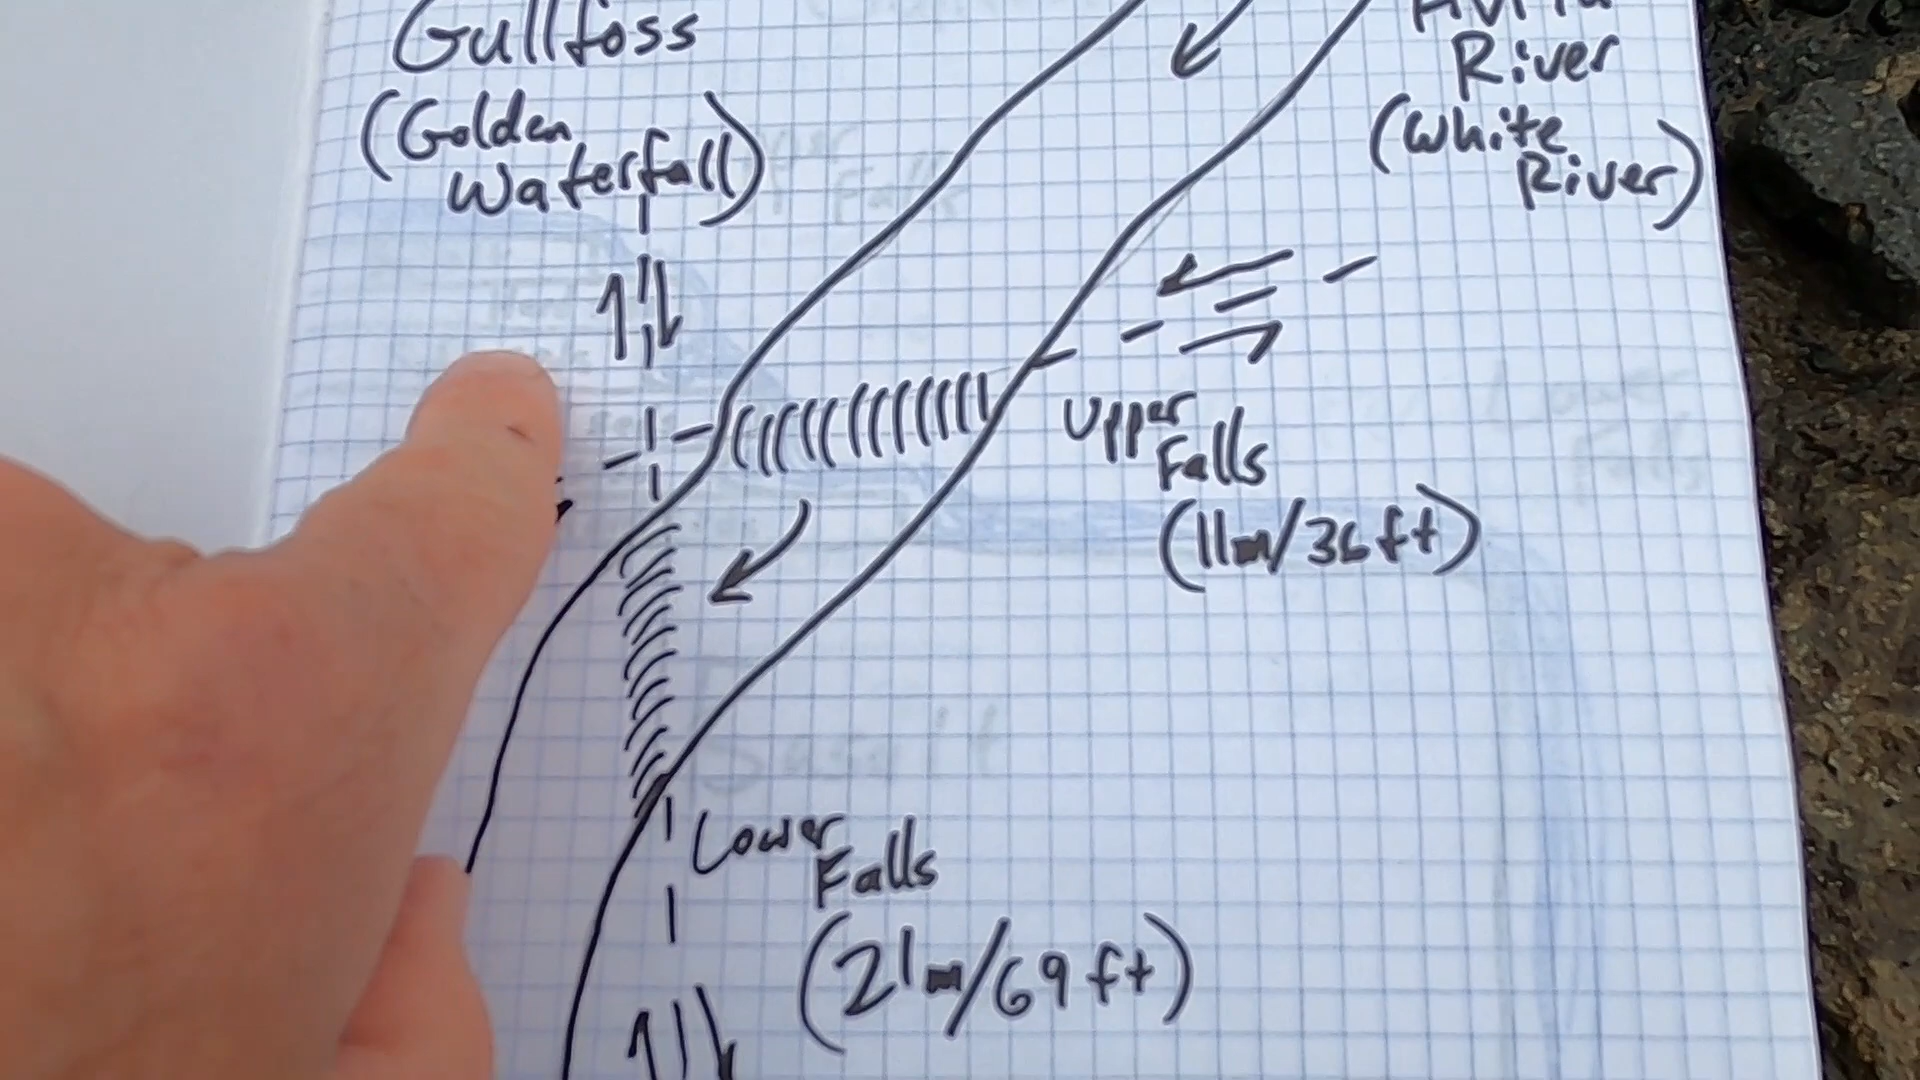 Gullfoss
(Golden
Waterfall)
River
(White
River)
Upper
Falls
(11m/36ft)
Lower
Falls
(21m/69ft)